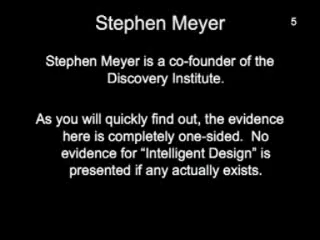 Stephen Meyer
5
Stephen Meyer is a co-founder of the
Discovery Institute.
As you will quickly find out, the evidence
here is completely one-sided.  No
evidence for “Intelligent Design” is
presented if any actually exists.